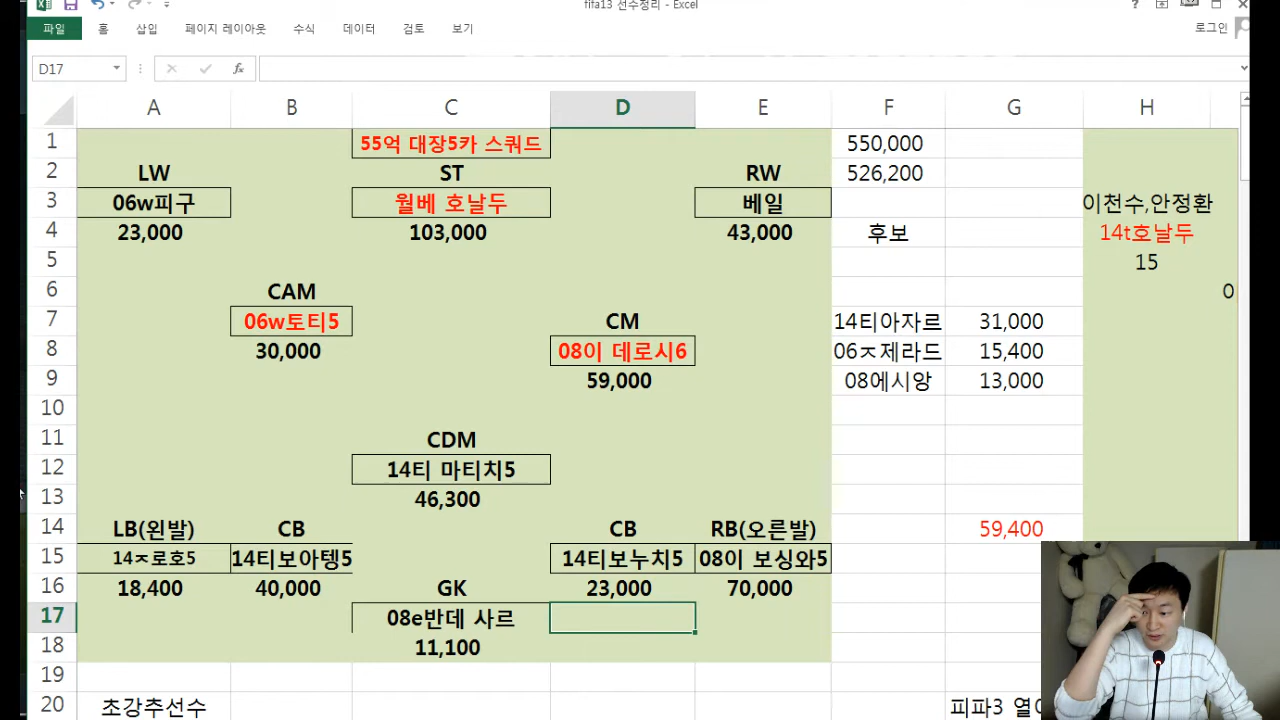 fifa13 선수정리 - Excel
파일 홈 삽입 페이지 레이아웃 수식 데이터 검토 보기 로그인
D17 fx
A B C D E F G H
1 55억 대장5카 스쿼드 550,000
2 LW ST RW 526,200
3 06w피구 월베 호날두 베일 이천수,안정환
4 23,000 103,000 43,000 후보 14t호날두
5 15
6 CAM 0
7 06w토티5 CM 14티아자르 31,000
8 30,000 08이 데로시6 06ㅈ제라드 15,400
9 59,000 08에시앙 13,000
10
11 CDM
12 14티 마티치5
13 46,300
14 LB(왼발) CB CB RB(오른발) 59,400
15 14ㅈ로호5 14티보아텡5 14티보누치5 08이 보싱와5
16 18,400 40,000 GK 23,000 70,000
17 08e반데 사르
18 11,100
19
20 초강추선수 피파3